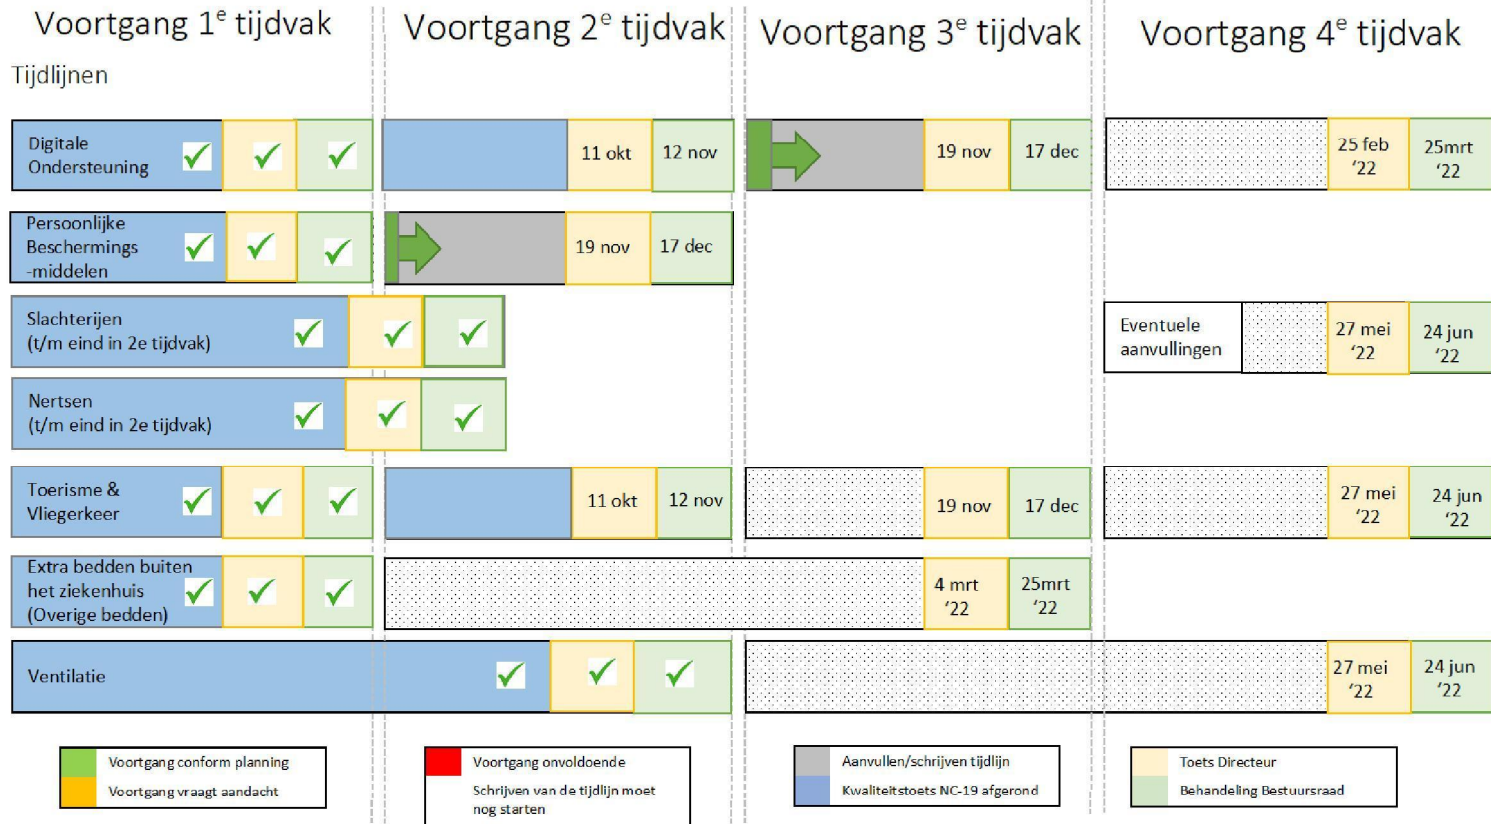 Voortgang 1e tijdvak
Voortgang 2e tijdvak
Voortgang 3e tijdvak
Voortgang 4e tijdvak
Tijdlijnen
Digitale
Ondersteuning
11 okt
12 nov
19 nov
17 dec
25 feb
‘22
25mrt
‘22
Persoonlijke
Beschermings
-middelen
19 nov
17 dec
Slachterijen
(t/m eind in 2e tijdvak)
Eventuele
aanvullingen
27 mei
‘22
24 jun
‘22
Nertsen
(t/m eind in 2e tijdvak)
Toerisme &
Vliegerkeer
11 okt
12 nov
19 nov
17 dec
27 mei
‘22
24 jun
‘22
Extra bedden buiten
het ziekenhuis
(Overige bedden)
4 mrt
‘22
25mrt
‘22
Ventilatie
27 mei
‘22
24 jun
‘22
Voortgang conform planning
Voortgang vraagt aandacht
Voortgang onvoldoende
Schrijven van de tijdlijn moet
nog starten
Aanvullen/schrijven tijdlijn
Kwaliteitstoets NC-19 afgerond
Toets Directeur
Behandeling Bestuursraad